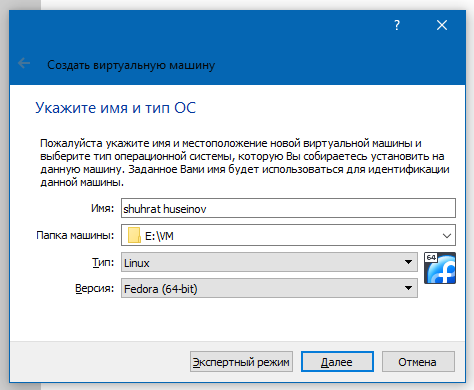 ?
Создать виртуальную машину
Укажите имя и тип ОС
Пожалуйста укажите имя и местоположение новой виртуальной машины и
выберите тип операционной системы, которую Вы собираетесь установить на
данную машину. Заданное Вами имя будет использоваться для идентификации
данной машины.
Имя: shuhrat huseinov
Папка машины: E:\VM
Тип: Linux
64
Версия: Fedora (64-bit)
Экспертный режим Далее Отмена